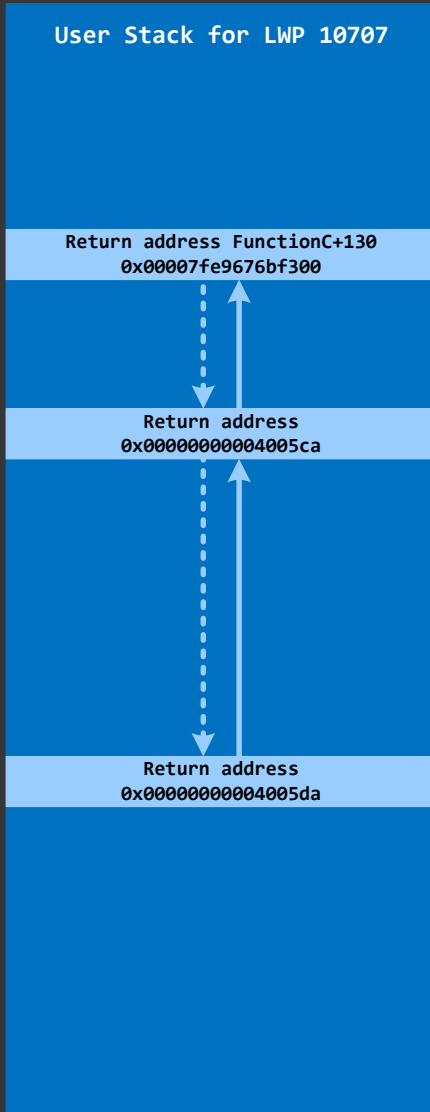 User Stack for LWP 10707
Return address FunctionC+130
0x00007fe9676bf300
Return address
0x00000000004005ca
Return address
0x00000000004005da